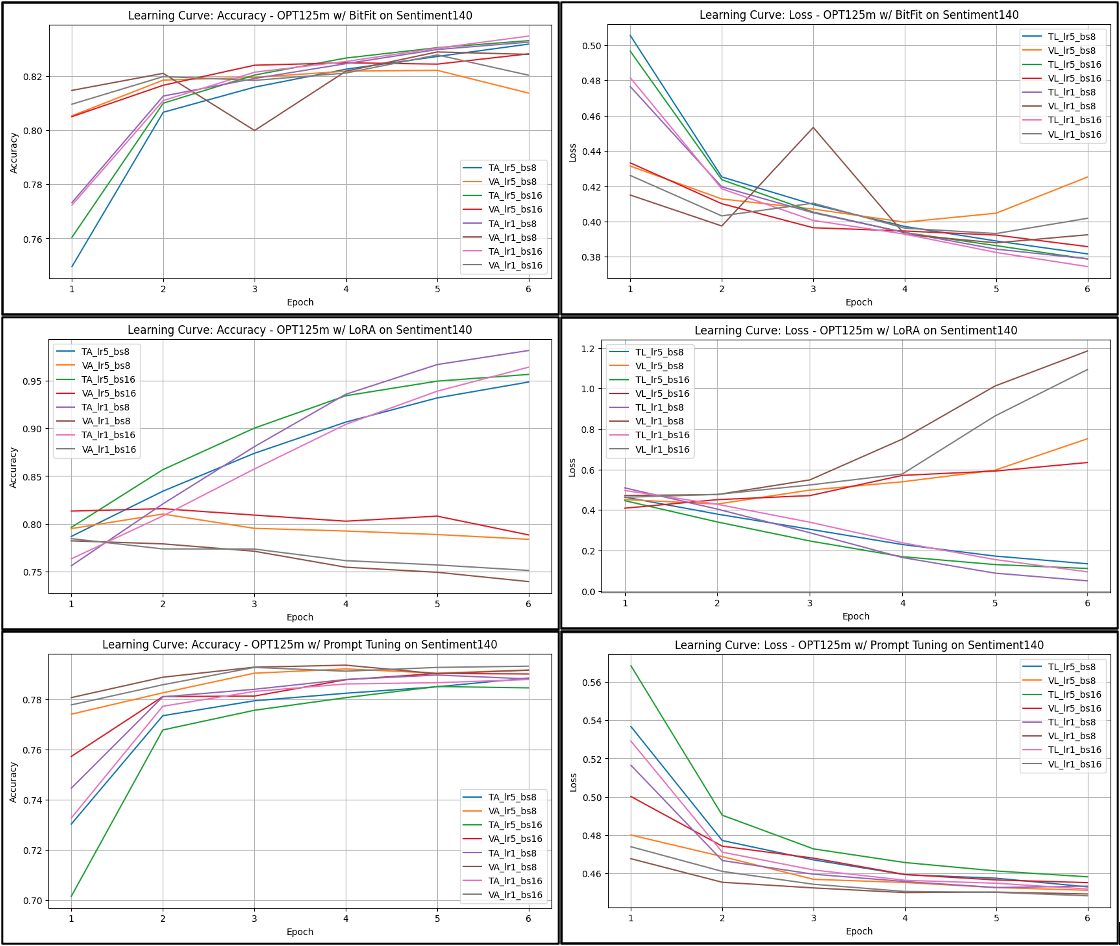 Learning Curve: Accuracy - OPT125m w/ BitFit on Sentiment140
Accuracy
0.82
0.80
0.78
0.76
TA_lr5_bs8
VA_lr5_bs8
TA_lr5_bs16
VA_lr5_bs16
TA_lr1_bs8
VA_lr1_bs8
TA_lr1_bs16
VA_lr1_bs16
1 2 3 4 5 6
Epoch
Learning Curve: Loss - OPT125m w/ BitFit on Sentiment140
Loss
0.50
0.48
0.46
0.44
0.42
0.40
0.38
TL_lr5_bs8
VL_lr5_bs8
TL_lr5_bs16
VL_lr5_bs16
TL_lr1_bs8
VL_lr1_bs8
TL_lr1_bs16
VL_lr1_bs16
1 2 3 4 5 6
Epoch
Learning Curve: Accuracy - OPT125m w/ LoRA on Sentiment140
Accuracy
0.95
0.90
0.85
0.80
0.75
TA_lr5_bs8
VA_lr5_bs8
TA_lr5_bs16
VA_lr5_bs16
TA_lr1_bs8
VA_lr1_bs8
TA_lr1_bs16
VA_lr1_bs16
1 2 3 4 5 6
Epoch
Learning Curve: Loss - OPT125m w/ LoRA on Sentiment140
Loss
1.2
1.0
0.8
0.6
0.4
0.2
0.0
TL_lr5_bs8
VL_lr5_bs8
TL_lr5_bs16
VL_lr5_bs16
TL_lr1_bs8
VL_lr1_bs8
TL_lr1_bs16
VL_lr1_bs16
1 2 3 4 5 6
Epoch
Learning Curve: Accuracy - OPT125m w/ Prompt Tuning on Sentiment140
Accuracy
0.78
0.76
0.74
0.72
0.70
TA_lr5_bs8
VA_lr5_bs8
TA_lr5_bs16
VA_lr5_bs16
TA_lr1_bs8
VA_lr1_bs8
TA_lr1_bs16
VA_lr1_bs16
1 2 3 4 5 6
Epoch
Learning Curve: Loss - OPT125m w/ Prompt Tuning on Sentiment140
Loss
0.56
0.54
0.52
0.50
0.48
0.46
TL_lr5_bs8
VL_lr5_bs8
TL_lr5_bs16
VL_lr5_bs16
TL_lr1_bs8
VL_lr1_bs8
TL_lr1_bs16
VL_lr1_bs16
1 2 3 4 5 6
Epoch